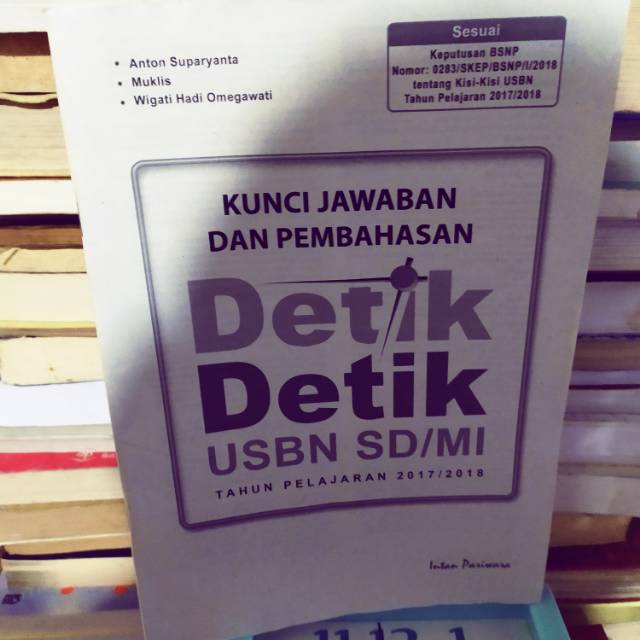 • Anton Suparyanta
• Muklis
• Wigati Hadi Omegawati
Sesuai
Keputusan BSNP
Nomor: 0283/SKEP/BSNP/I/2018
tentang Kisi-Kisi USBN
Tahun Pelajaran 2017/2018
KUNCI JAWABAN
DAN PEMBAHASAN
Detik
Detik
USBN SD/MI
TAHUN PELAJARAN 2017/2018
Intan Pariwara